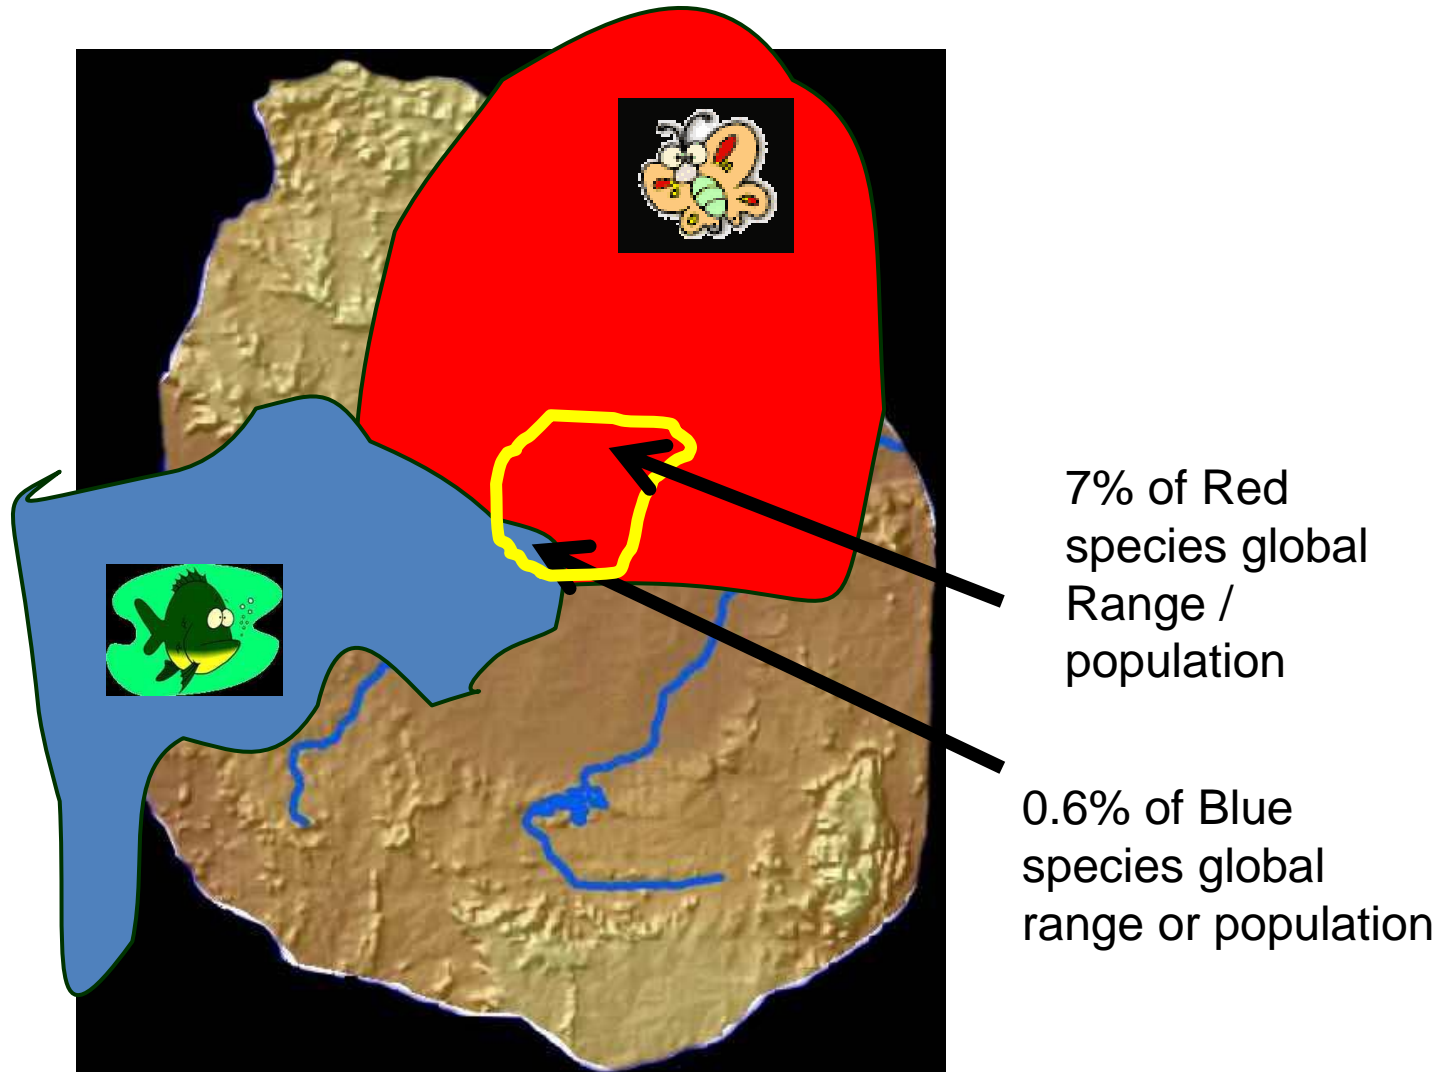 7% of Red
species global
Range /
population
0.6% of Blue
species global
range or population